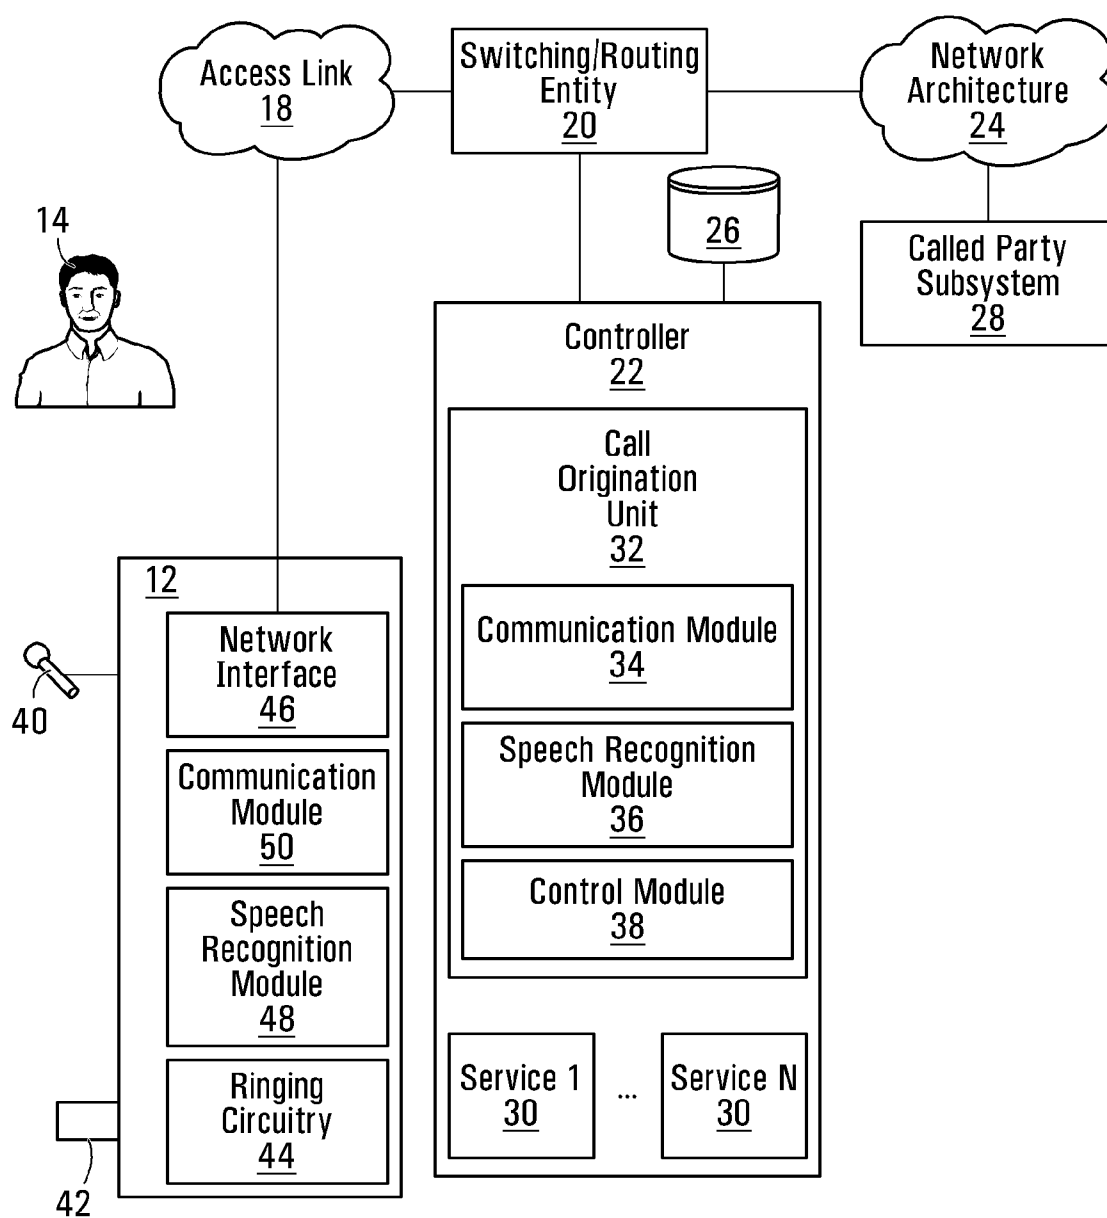 Access Link
18
Switching/Routing
Entity
20
Network
Architecture
24
14
26
Called Party
Subsystem
28
Controller
22
Call
Origination
Unit
32
Communication Module
34
Speech Recognition
Module
36
Control Module
38
Service 1
30
...
Service N
30
12
Network
Interface
46
40
Communication
Module
50
Speech
Recognition
Module
48
Ringing
Circuitry
44
42